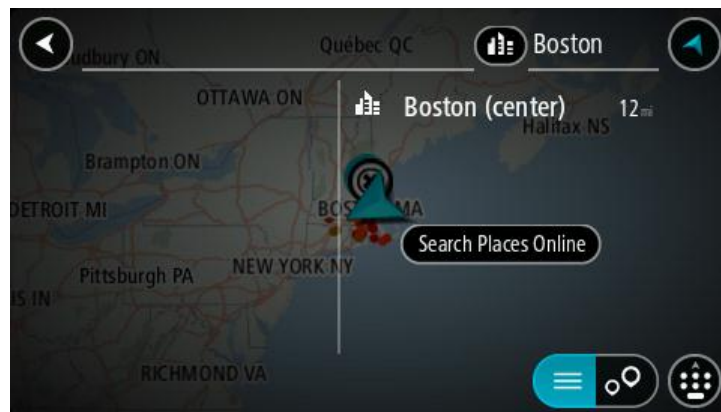 udbury ON
Québec QC
Boston
OTTAWA ON
Boston (center)
12 mi
Halifax NS
Brampton ON
DETROIT MI
BOS MA
Search Places Online
NEW YORK NY
Pittsburgh PA
IS IN
RICHMOND VA